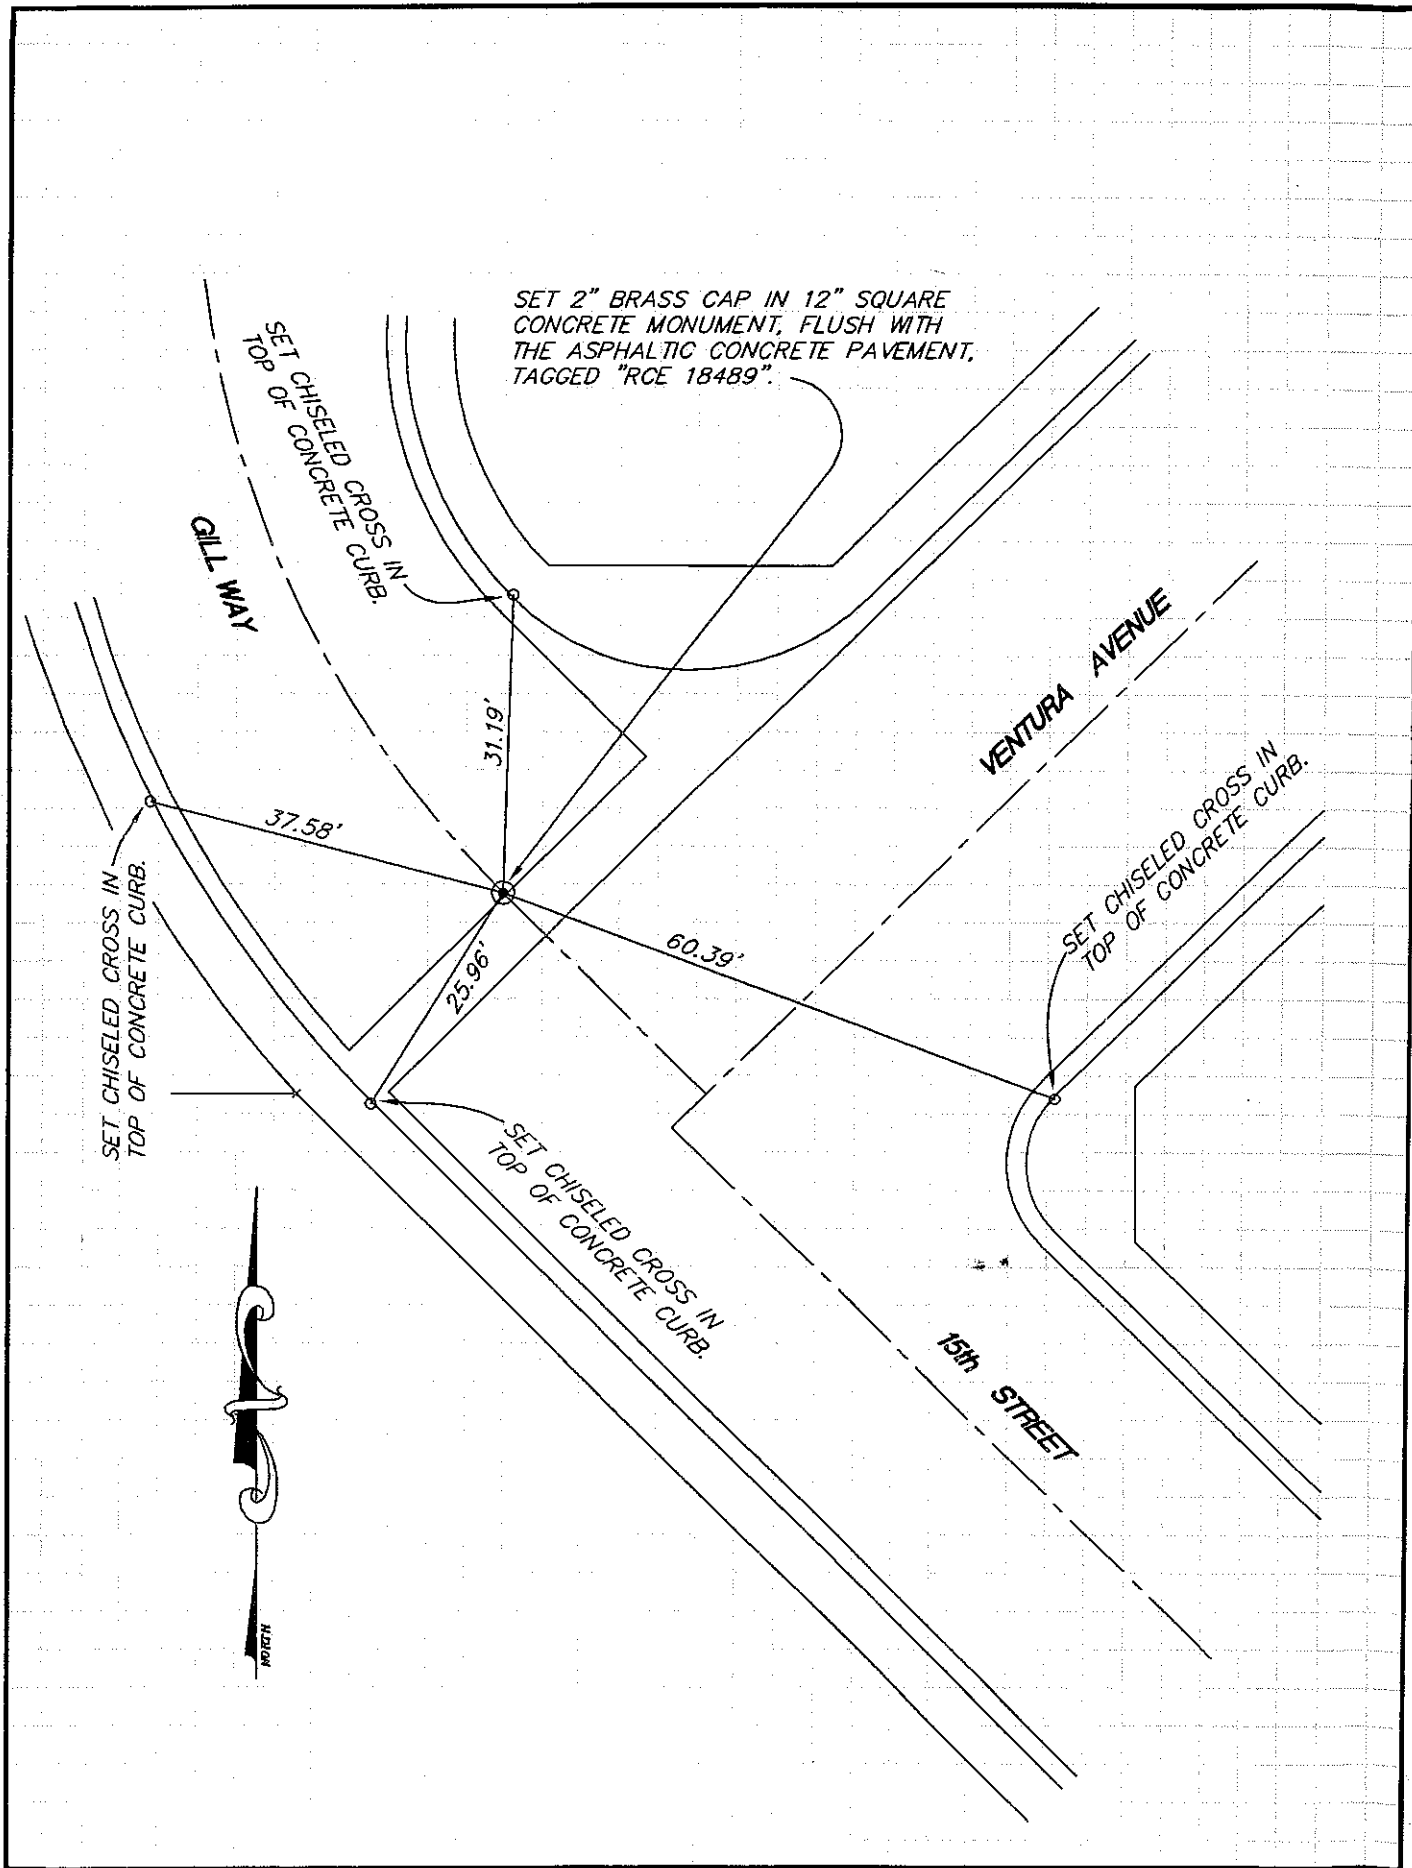 SET 2" BRASS CAP IN 12" SQUARE
CONCRETE MONUMENT, FLUSH WITH
THE ASPHALTIC CONCRETE PAVEMENT,
TAGGED "RCE 18489".
SET CHISELED CROSS IN
TOP OF CONCRETE CURB.
GILL WAY
VENTURA AVENUE
31.19'
37.58'
SET CHISELED CROSS IN
TOP OF CONCRETE CURB.
SET CHISELED CROSS IN
TOP OF CONCRETE CURB.
60.39'
25.96'
SET CHISELED CROSS IN
TOP OF CONCRETE CURB.
15th STREET
NORTH